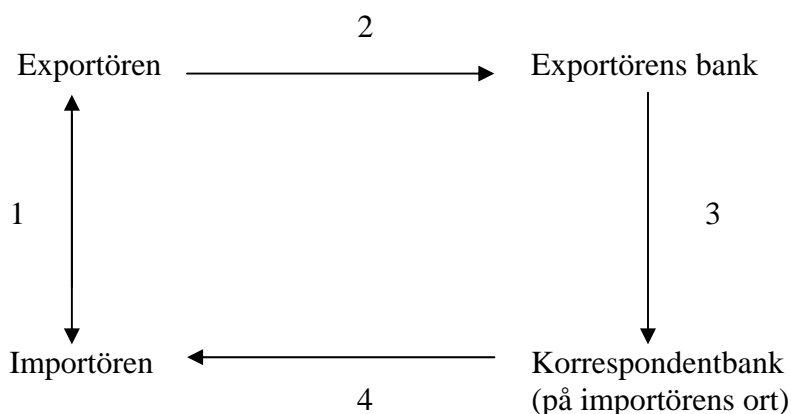 2
Exportören
Exportörens bank
1
3
Importören
Korrespondentbank
(på importörens ort)
4